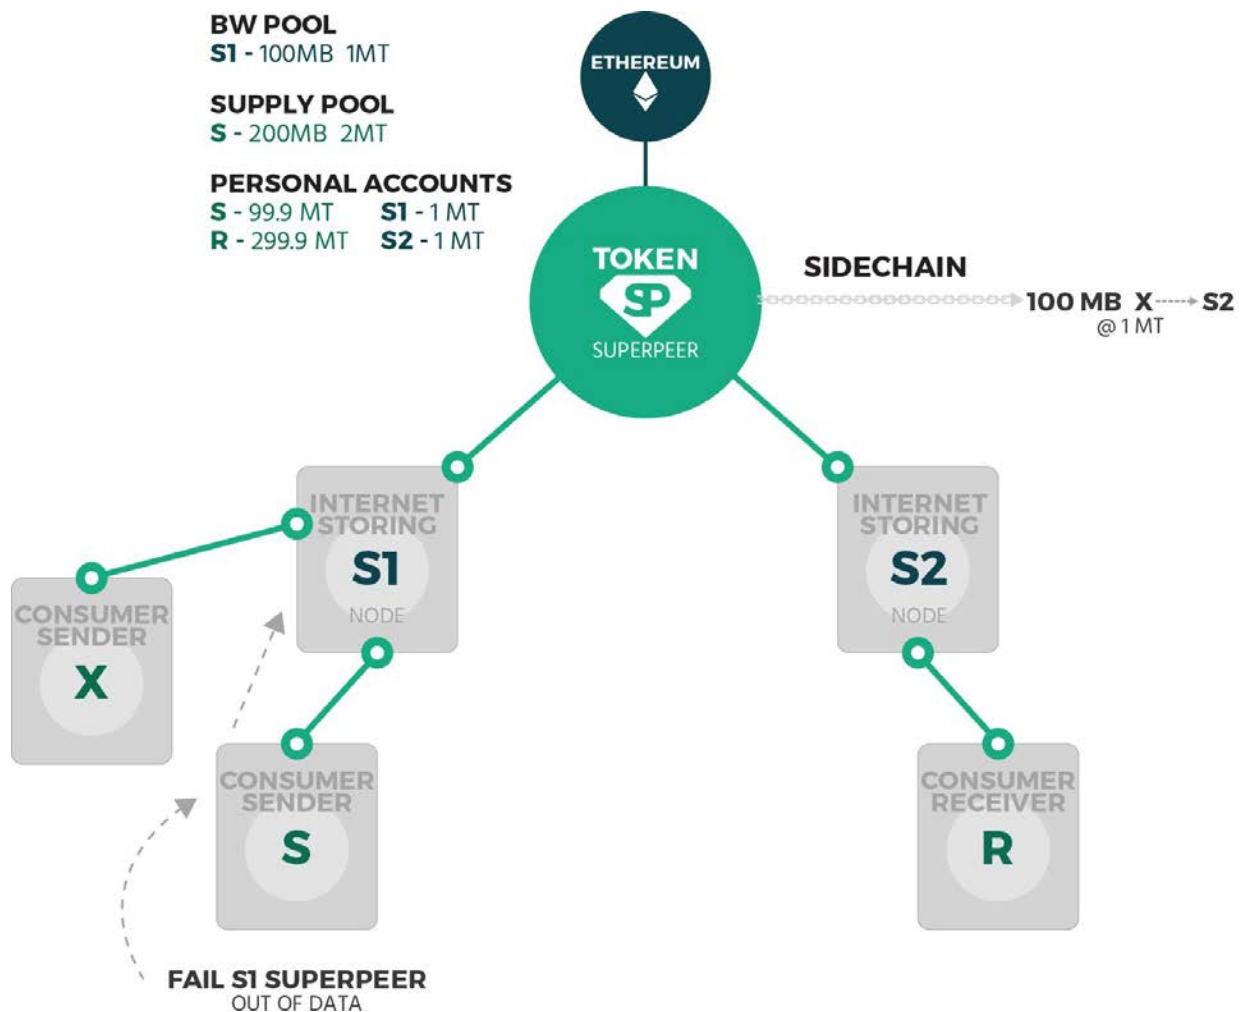 BW POOL
S1 - 100MB 1MT
SUPPLY POOL
S - 200MB 2MT
PERSONAL ACCOUNTS
S - 99.9 MT S1 - 1 MT
R - 299.9 MT S2 - 1 MT
ETHEREUM
TOKEN
SP
SUPERPEER
SIDECHAIN
100 MB X S2
@ 1 MT
INTERNET
STORING
S1
NODE
INTERNET
STORING
S2
NODE
CONSUMER
SENDER
X
CONSUMER
SENDER
S
CONSUMER
RECEIVER
R
FAIL S1 SUPERPEER
OUT OF DATA